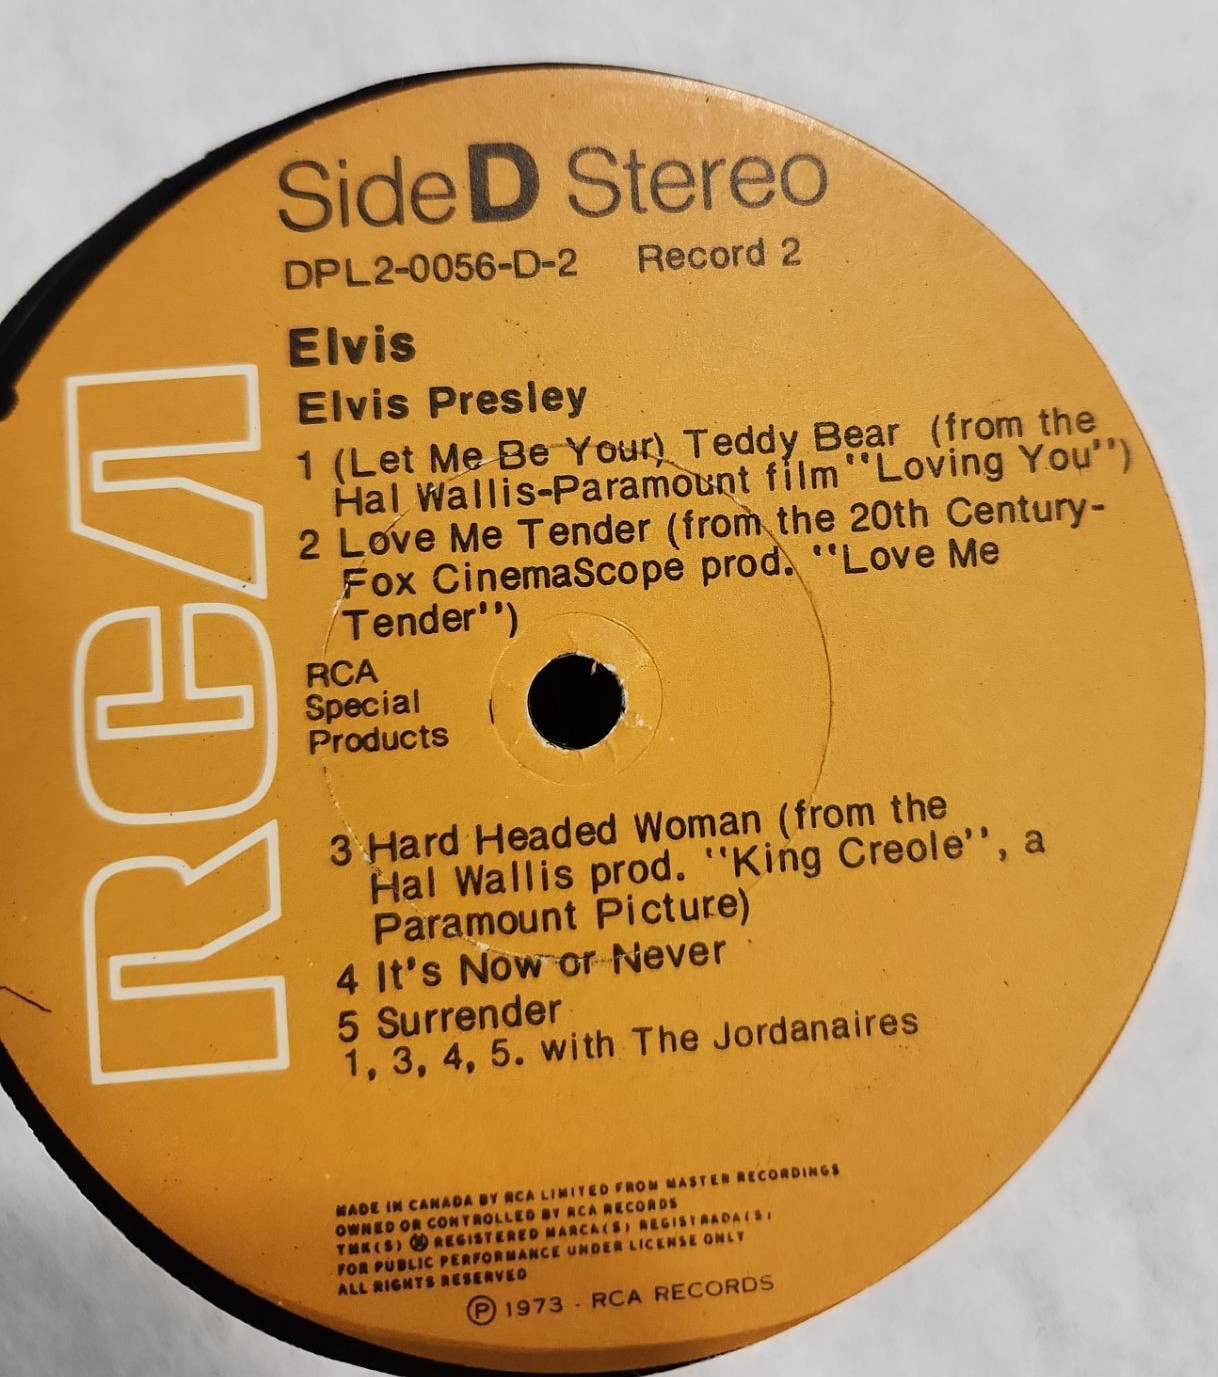 Side D Stereo
DPL2-0056-D-2 Record 2
Elvis
Elvis Presley
1 (Let Me Be Your) Teddy Bear (from the
Hal Wallis-Paramount film ''Loving You'')
2 Love Me Tender (from the 20th Century-
Fox CinemaScope prod. ''Love Me
Tender'')
RCA
Special
Products
RCA
3 Hard Headed Woman (from the
Hal Wallis prod. ''King Creole'', a
Paramount Picture)
4 It's Now or Never
5 Surrender
1, 3, 4, 5. with The Jordanaires
MADE IN CANADA BY RCA LIMITED FROM MASTER RECORDINGS
OWNED OR CONTROLLED BY RCA RECORDS
TMK(S) ® REGISTERED MARCA(S) REGISTRADA(S)
FOR PUBLIC PERFORMANCE UNDER LICENSE ONLY
ALL RIGHTS RESERVED
℗ 1973 - RCA RECORDS